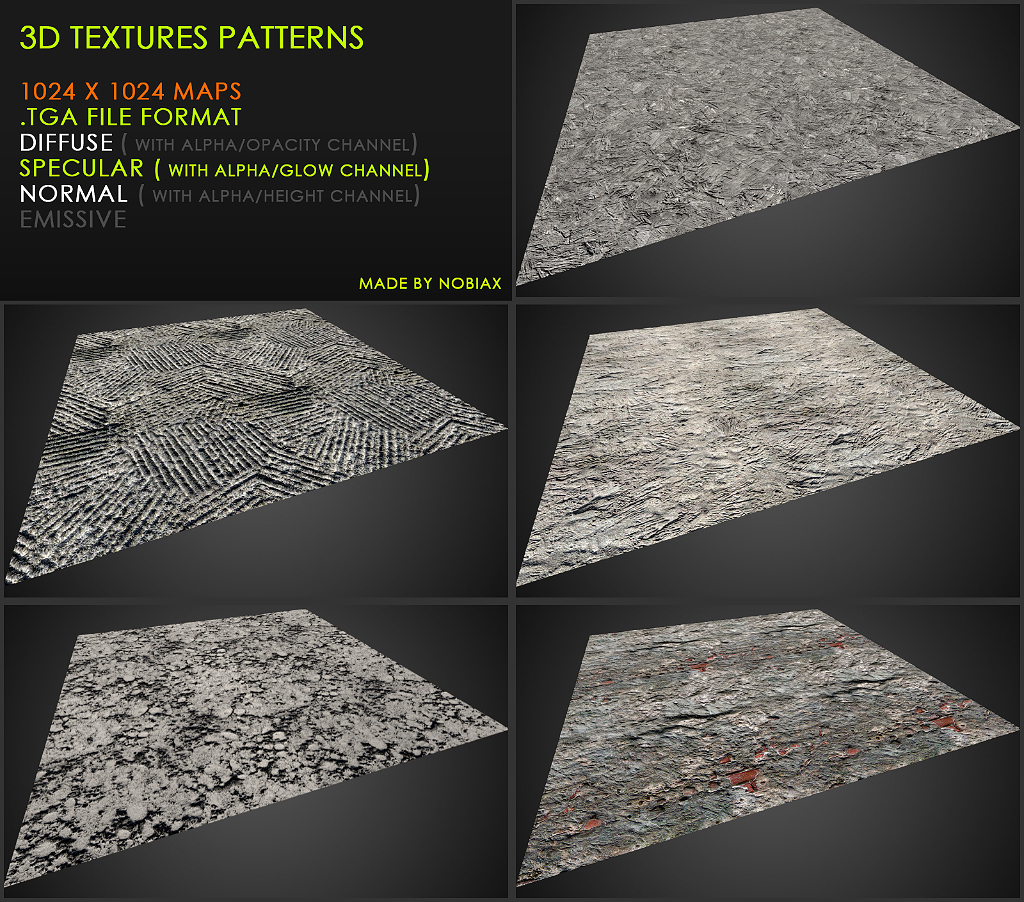 3D TEXTURES PATTERNS
1024 X 1024 MAPS
.TGA FILE FORMAT
DIFFUSE ( WITH ALPHA/OPACITY CHANNEL)
SPECULAR ( WITH ALPHA/GLOW CHANNEL)
NORMAL ( WITH ALPHA/HEIGHT CHANNEL)
EMISSIVE
MADE BY NOBIAX